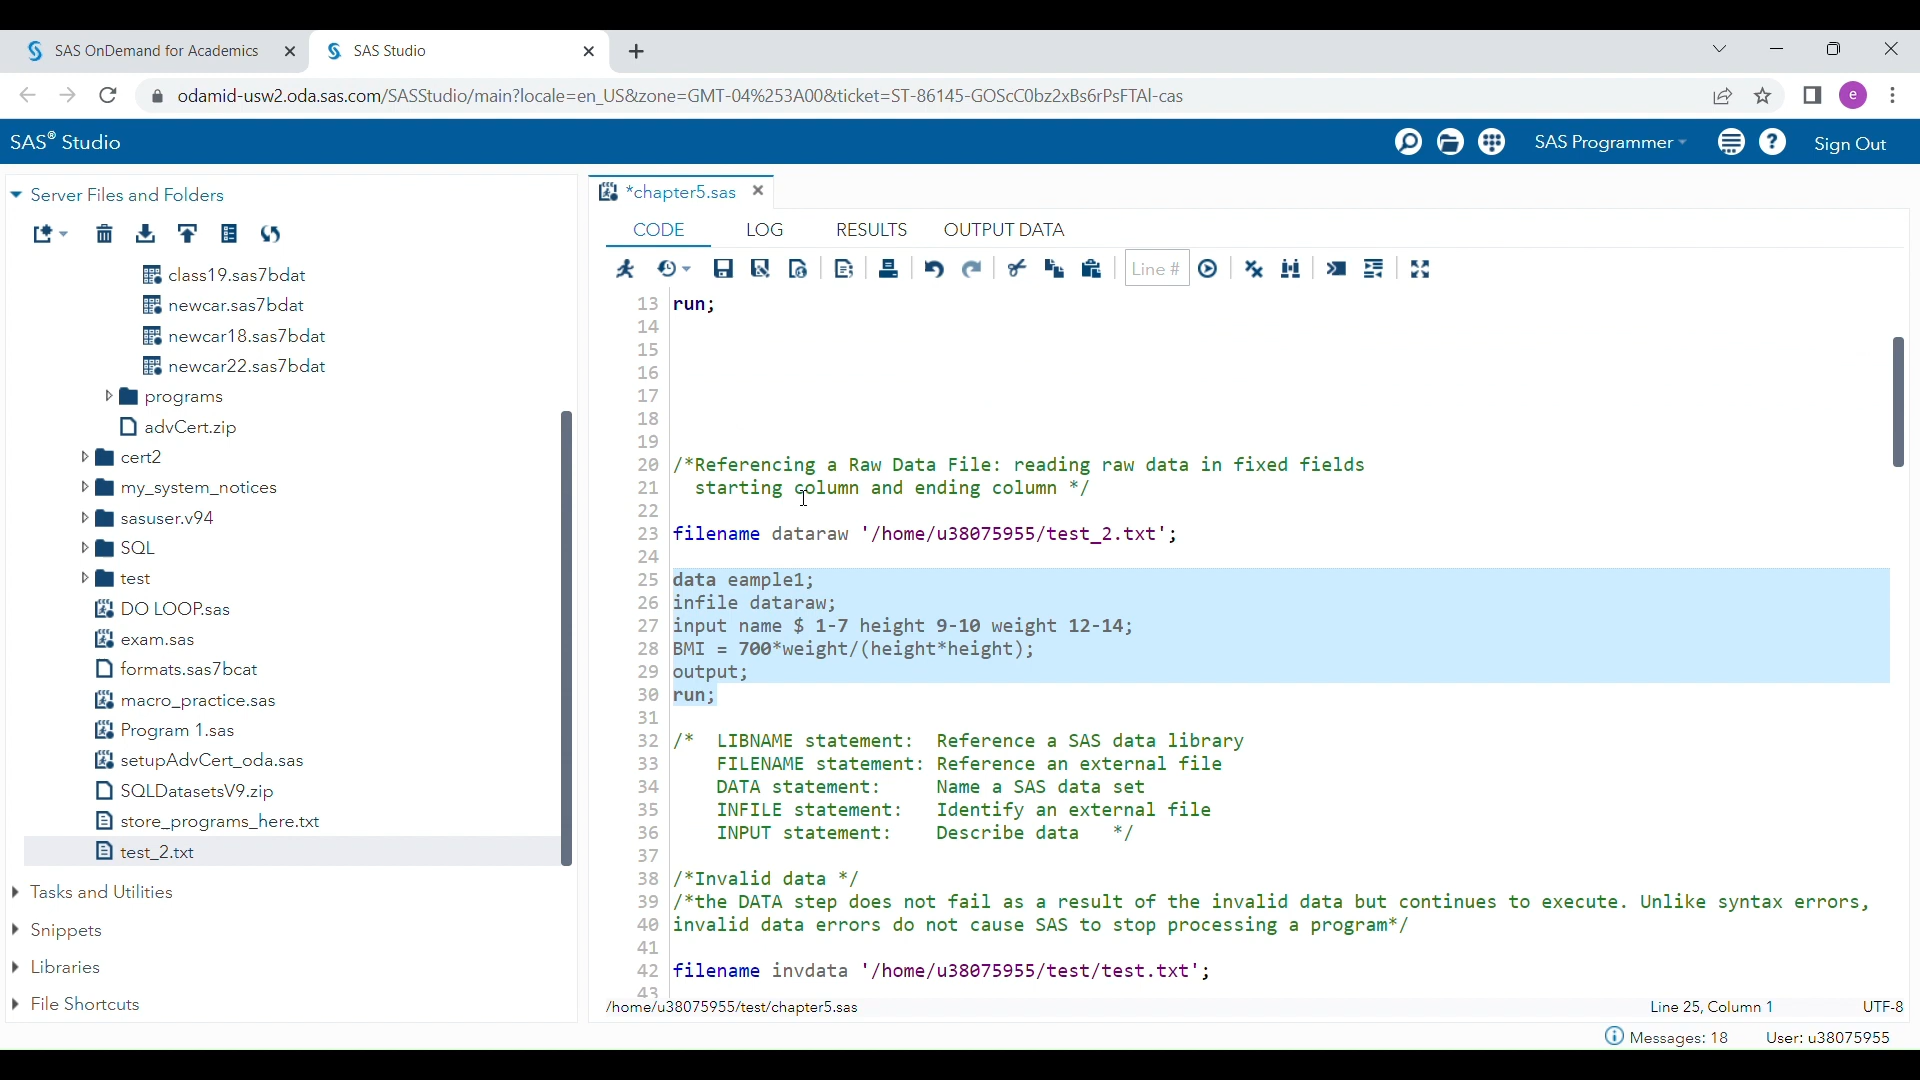 SAS OnDemand for Academics
SAS Studio
odamid-usw2.oda.sas.com/SASStudio/main?locale=en_US&zone=GMT-04%253A00&ticket=ST-86145-GOScC0bz2xBs6rPsFTAl-cas
e
SAS® Studio
SAS Programmer
Sign Out
Server Files and Folders
class19.sas7bdat
newcar.sas7bdat
newcar18.sas7bdat
newcar22.sas7bdat
programs
advCert.zip
cert2
my_system_notices
sasuser.v94
SQL
test
DO LOOP.sas
exam.sas
formats.sas7bcat
macro_practice.sas
Program 1.sas
setupAdvCert_oda.sas
SQLDatasetsV9.zip
store_programs_here.txt
test_2.txt
Tasks and Utilities
Snippets
Libraries
File Shortcuts
*chapter5.sas
CODE LOG RESULTS OUTPUT DATA
Line #
13 run;
14
15
16
17
18
19
20 /*Referencing a Raw Data File: reading raw data in fixed fields
21 starting column and ending column */
22
23 filename dataraw '/home/u38075955/test_2.txt';
24
25 data eample1;
26 infile dataraw;
27 input name $ 1-7 height 9-10 weight 12-14;
28 BMI = 700*weight/(height*height);
29 output;
30 run;
31
32 /* LIBNAME statement: Reference a SAS data library
33 FILENAME statement: Reference an external file
34 DATA statement: Name a SAS data set
35 INFILE statement: Identify an external file
36 INPUT statement: Describe data */
37
38 /*Invalid data */
39 /*the DATA step does not fail as a result of the invalid data but continues to execute. Unlike syntax errors,
40 invalid data errors do not cause SAS to stop processing a program*/
41
42 filename invdata '/home/u38075955/test/test.txt';
43
/home/u38075955/test/chapter5.sas
Line 25, Column 1
UTF-8
Messages: 18
User: u38075955